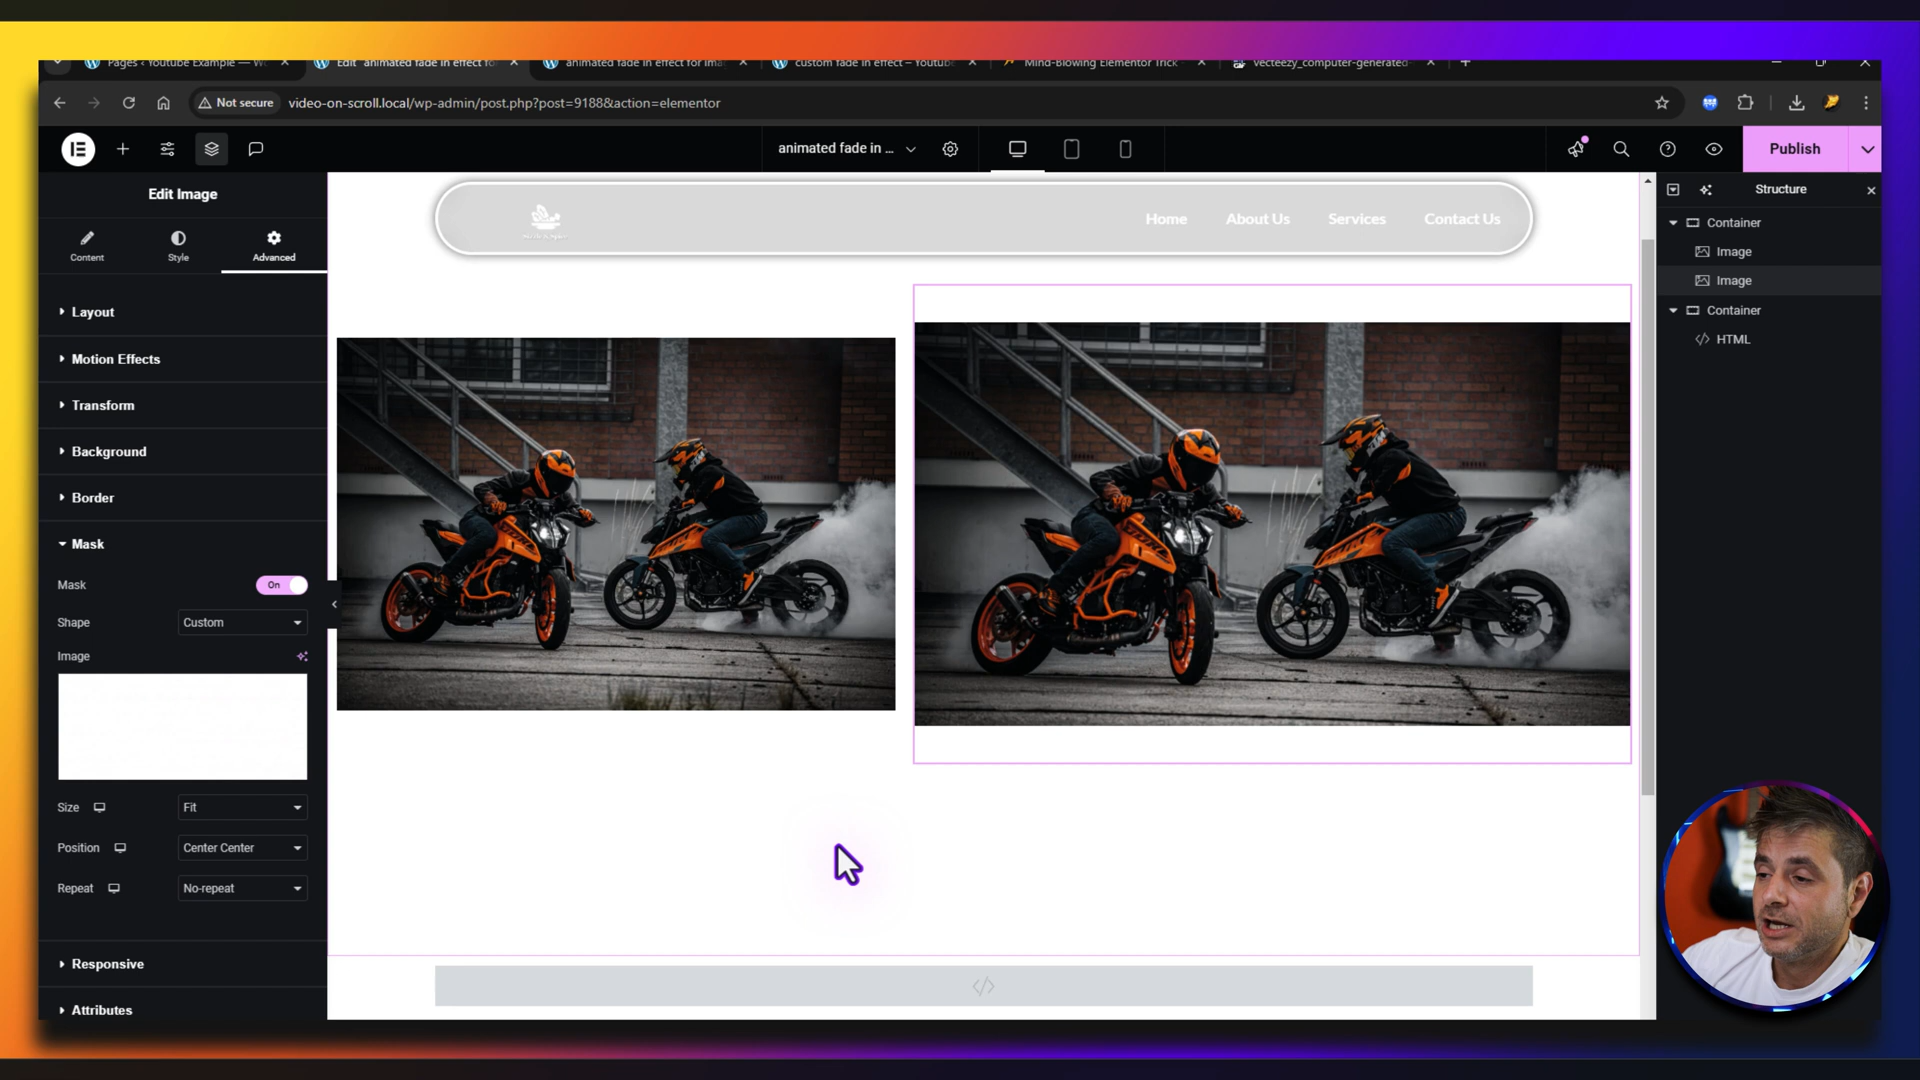 Pages ‹ Youtube Example — W
Edit "animated fade in effect fo
animated fade in effect for ima
custom fade in effect – Youtub
Mind-Blowing Elementor Trick
vecteezy_computer-generated
Not secure
video-on-scroll.local/wp-admin/post.php?post=9188&action=elementor
animated fade in ...
Publish
Edit Image
Content
Style
Advanced
Layout
Motion Effects
Transform
Background
Border
Mask
Mask
On
Shape
Custom
Image
Size
Fit
Position
Center Center
Repeat
No-repeat
Responsive
Attributes
Home
About Us
Services
Contact Us
Structure
Container
Image
Image
Container
HTML